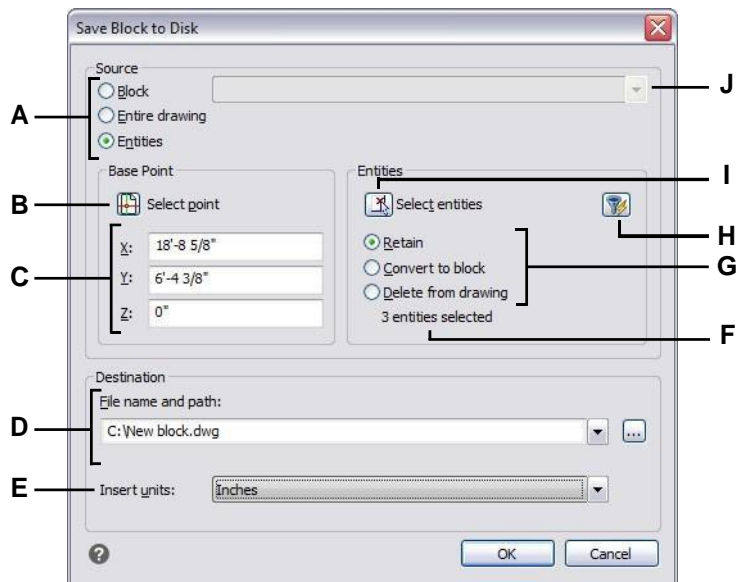 Save Block to Disk
Source
A
Block
J
Entire drawing
Entities
Base Point
Entities
B
Select point
I
Select entities
H
C
X: 18'-8 5/8"
Y: 6'-4 3/8"
Z: 0"
Retain
Convert to block
Delete from drawing
G
3 entities selected
F
Destination
D
File name and path:
C:\New block.dwg
...
E
Insert units: Inches
?
OK
Cancel